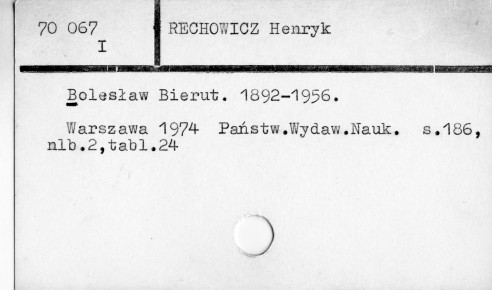 70 067
I
RECHOWICZ Henryk
Bolesław Bierut. 1892-1956.
Warszawa 1974 Państw.Wydaw.Nauk. s.186,
nlb.2,tabl.24